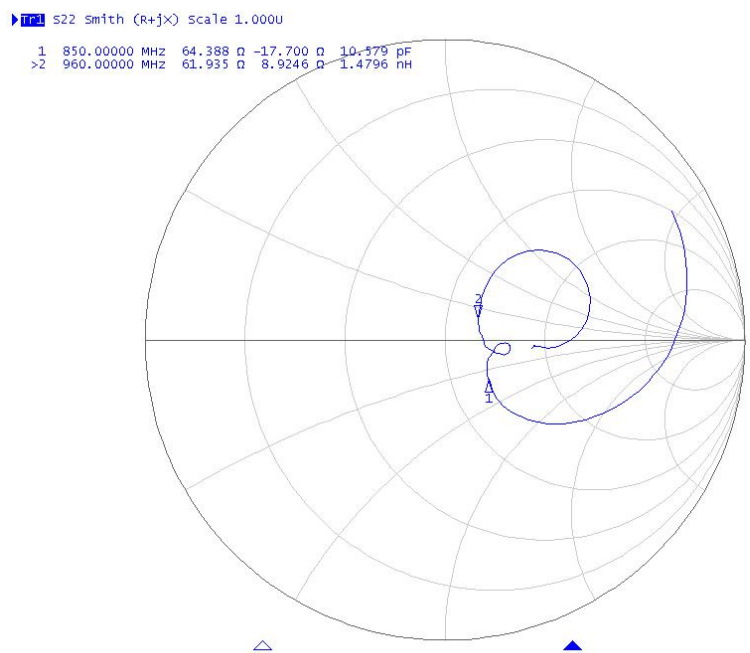 Tr1 S22 Smith (R+jX) Scale 1.000U
1 850.00000 MHz 64.388 Ω -17.700 Ω 10.579 pF
>2 960.00000 MHz 61.935 Ω 8.9246 Ω 1.4796 nH
2
1